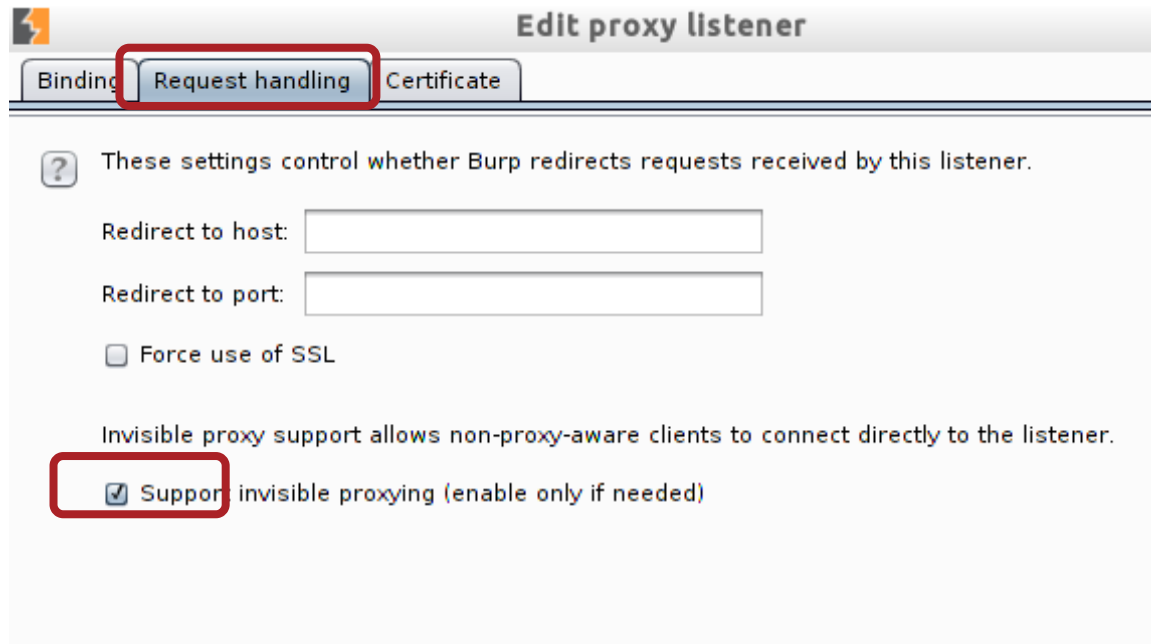 Edit proxy listener
Binding Request handling Certificate
? These settings control whether Burp redirects requests received by this listener.
Redirect to host:
Redirect to port:
Force use of SSL
Invisible proxy support allows non-proxy-aware clients to connect directly to the listener.
Support invisible proxying (enable only if needed)